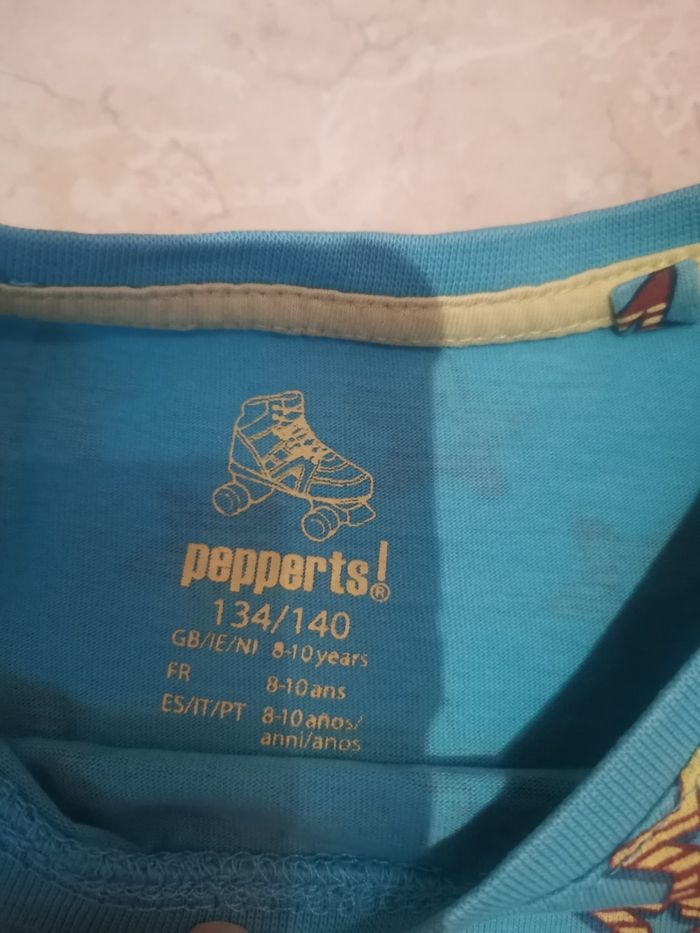 pepperts!®
134/140
GB/IE/NI 8-10 years
FR 8-10 ans
ES/IT/PT 8-10 años/
anni/anos